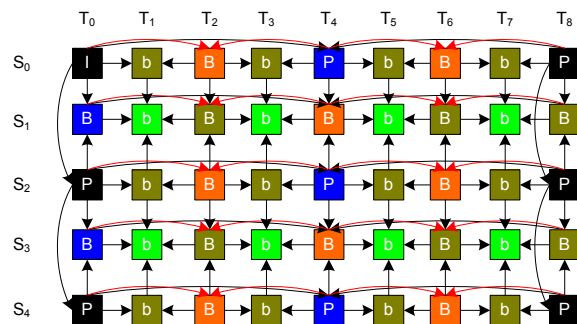 T0 T1 T2 T3 T4 T5 T6 T7 T8
S0 I b B b P b B b P
S1 B b B b B b B b B
S2 P b B b P b B b P
S3 B b B b B b B b B
S4 P b B b P b B b P